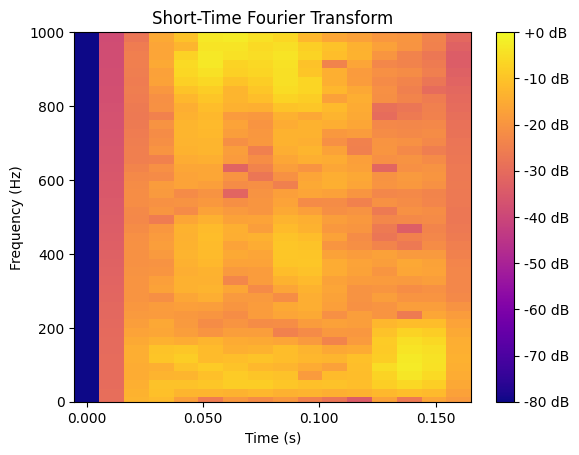 Short-Time Fourier Transform
Frequency (Hz)
1000
800
600
400
200
0
0.000
0.050
0.100
0.150
Time (s)
+0 dB
-10 dB
-20 dB
-30 dB
-40 dB
-50 dB
-60 dB
-70 dB
-80 dB